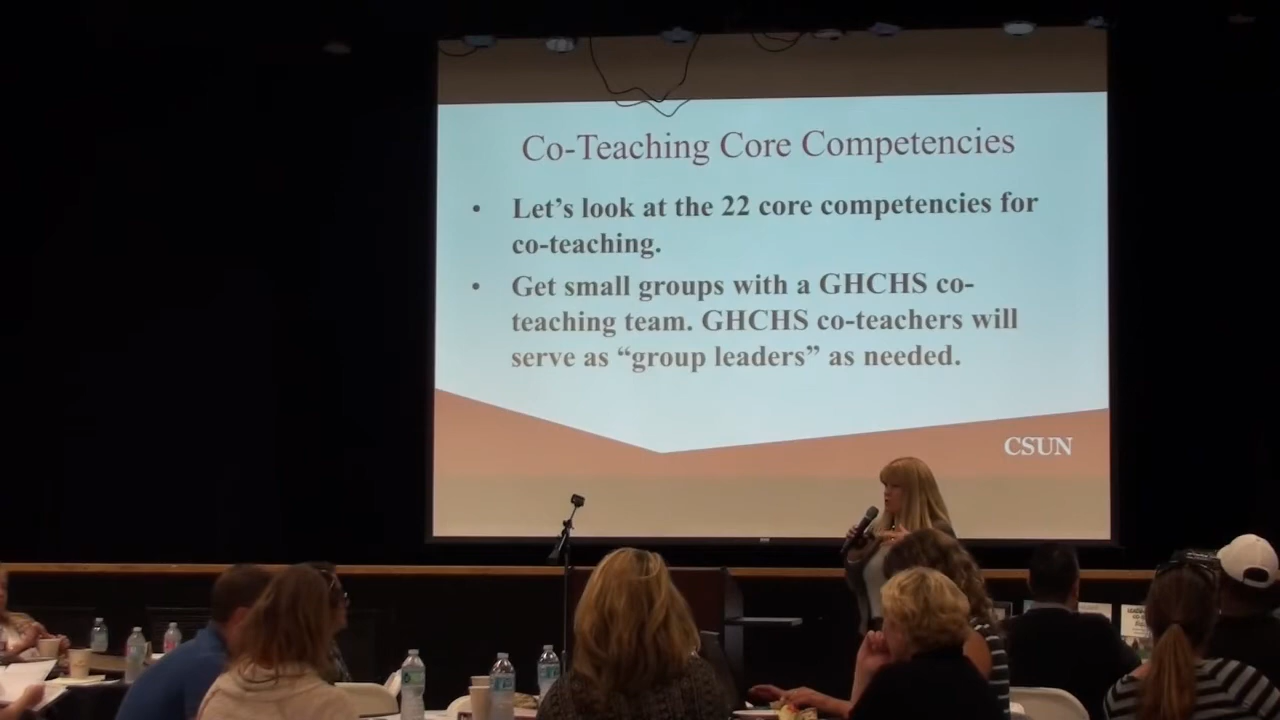 Co-Teaching Core Competencies
• Let's look at the 22 core competencies for
co-teaching.
• Get small groups with a GHCHS co-
teaching team. GHCHS co-teachers will
serve as “group leaders” as needed.
CSUN